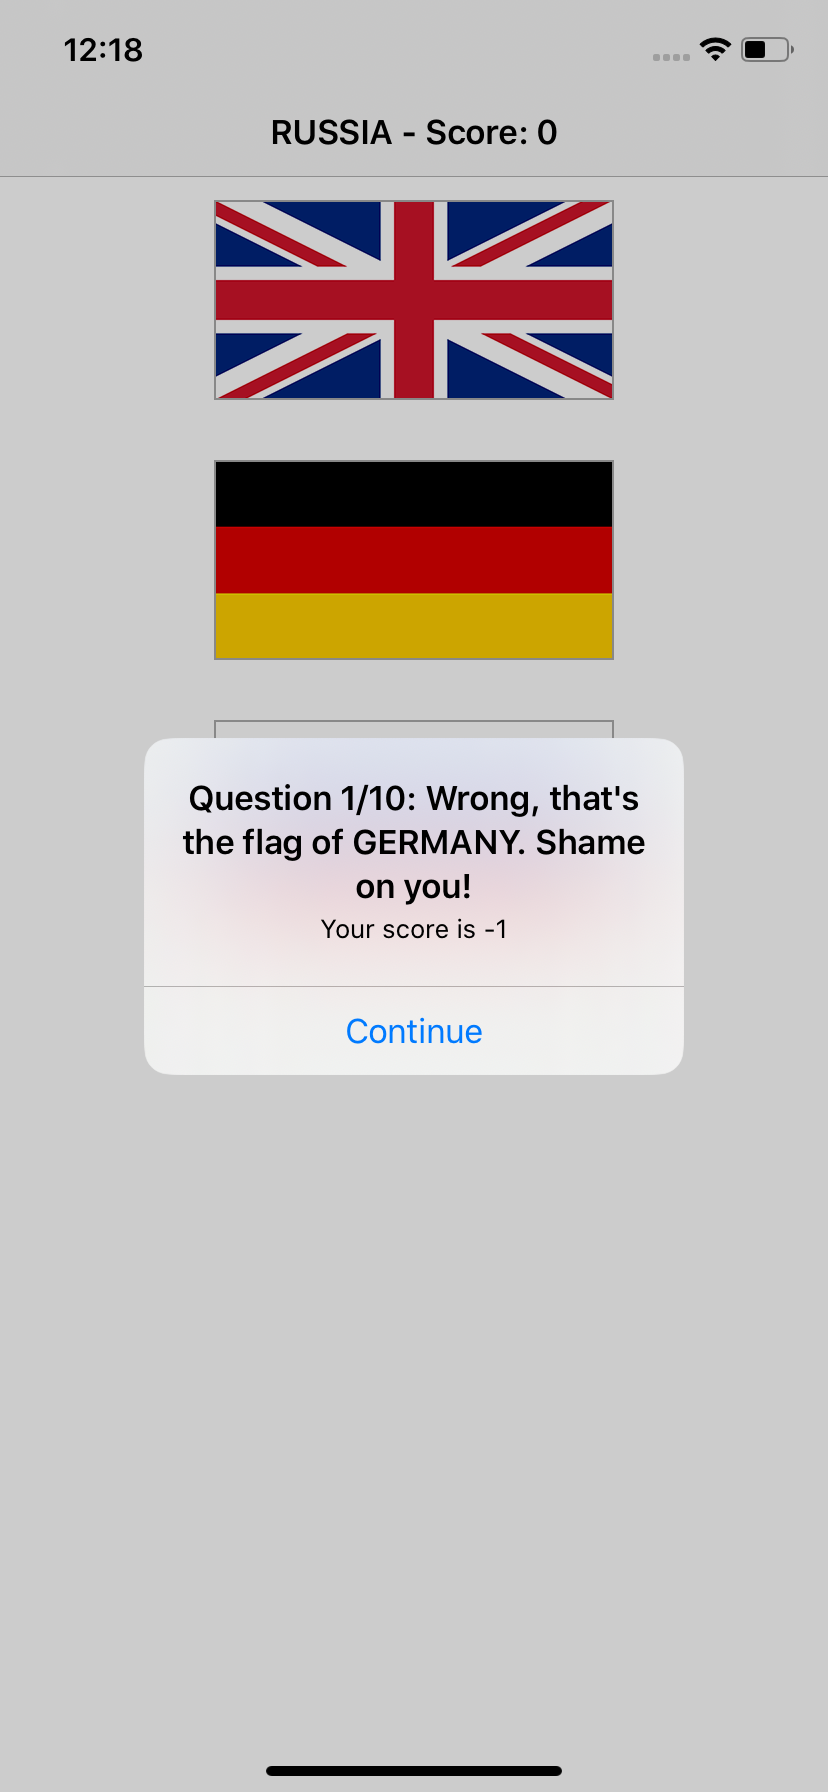 12:18
RUSSIA - Score: 0
Question 1/10: Wrong, that's
the flag of GERMANY. Shame
on you!
Your score is -1
Continue